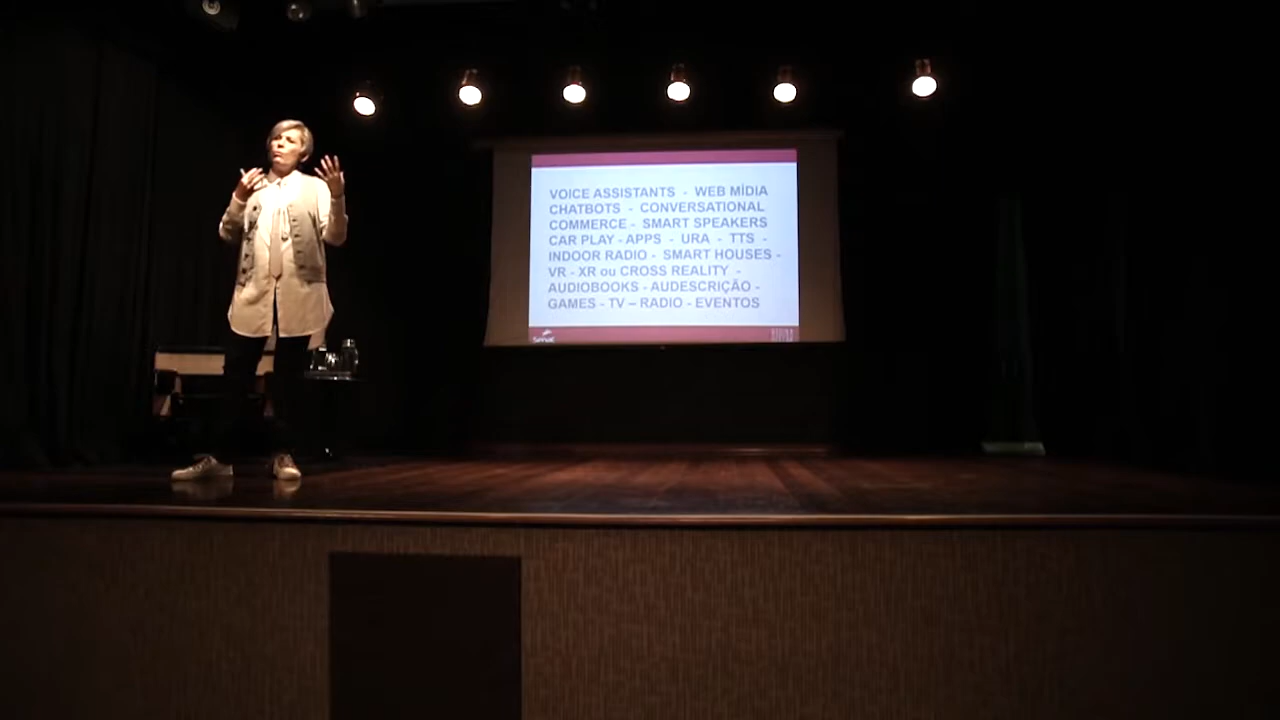 VOICE ASSISTANTS - WEB MÍDIA
CHATBOTS - CONVERSATIONAL
COMMERCE - SMART SPEAKERS
CAR PLAY - APPS - URA - TTS -
INDOOR RADIO - SMART HOUSES -
VR - XR ou CROSS REALITY -
AUDIOBOOKS - AUDESCRIÇÃO -
GAMES - TV – RADIO - EVENTOS
Senac